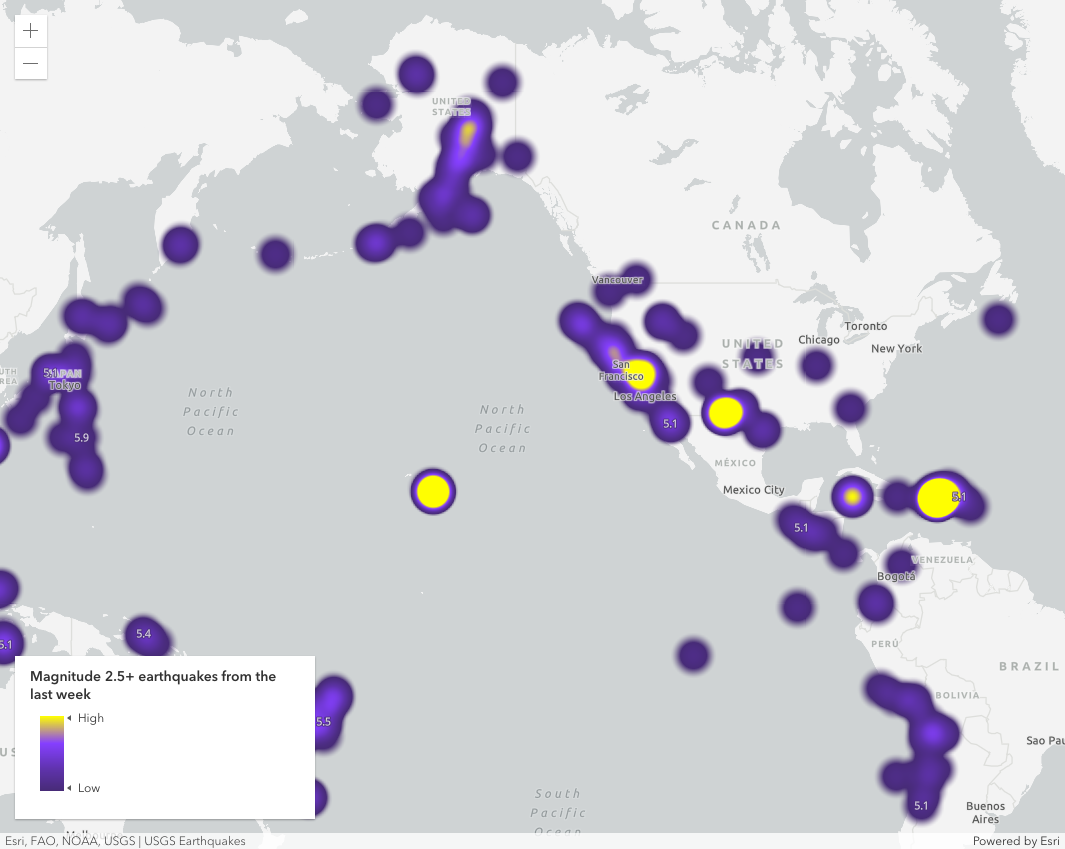 +
−
UNITED
STATES
CANADA
Vancouver
Toronto
Chicago
New York
UNITED
STATES
San
Francisco
Los Angeles
JAPAN
Tokyo
North
Pacific
Ocean
North
Pacific
Ocean
5.9
5.1
MÉXICO
Mexico City
5.1
5.1
VENEZUELA
Bogotá
5.1
5.4
PERÚ
BRAZIL
BOLIVIA
Sao Pau
5.5
5.1
Buenos
Aires
South
Pacific
Ocean
Magnitude 2.5+ earthquakes from the
last week
High
Low
Esri, FAO, NOAA, USGS | USGS Earthquakes
Powered by Esri